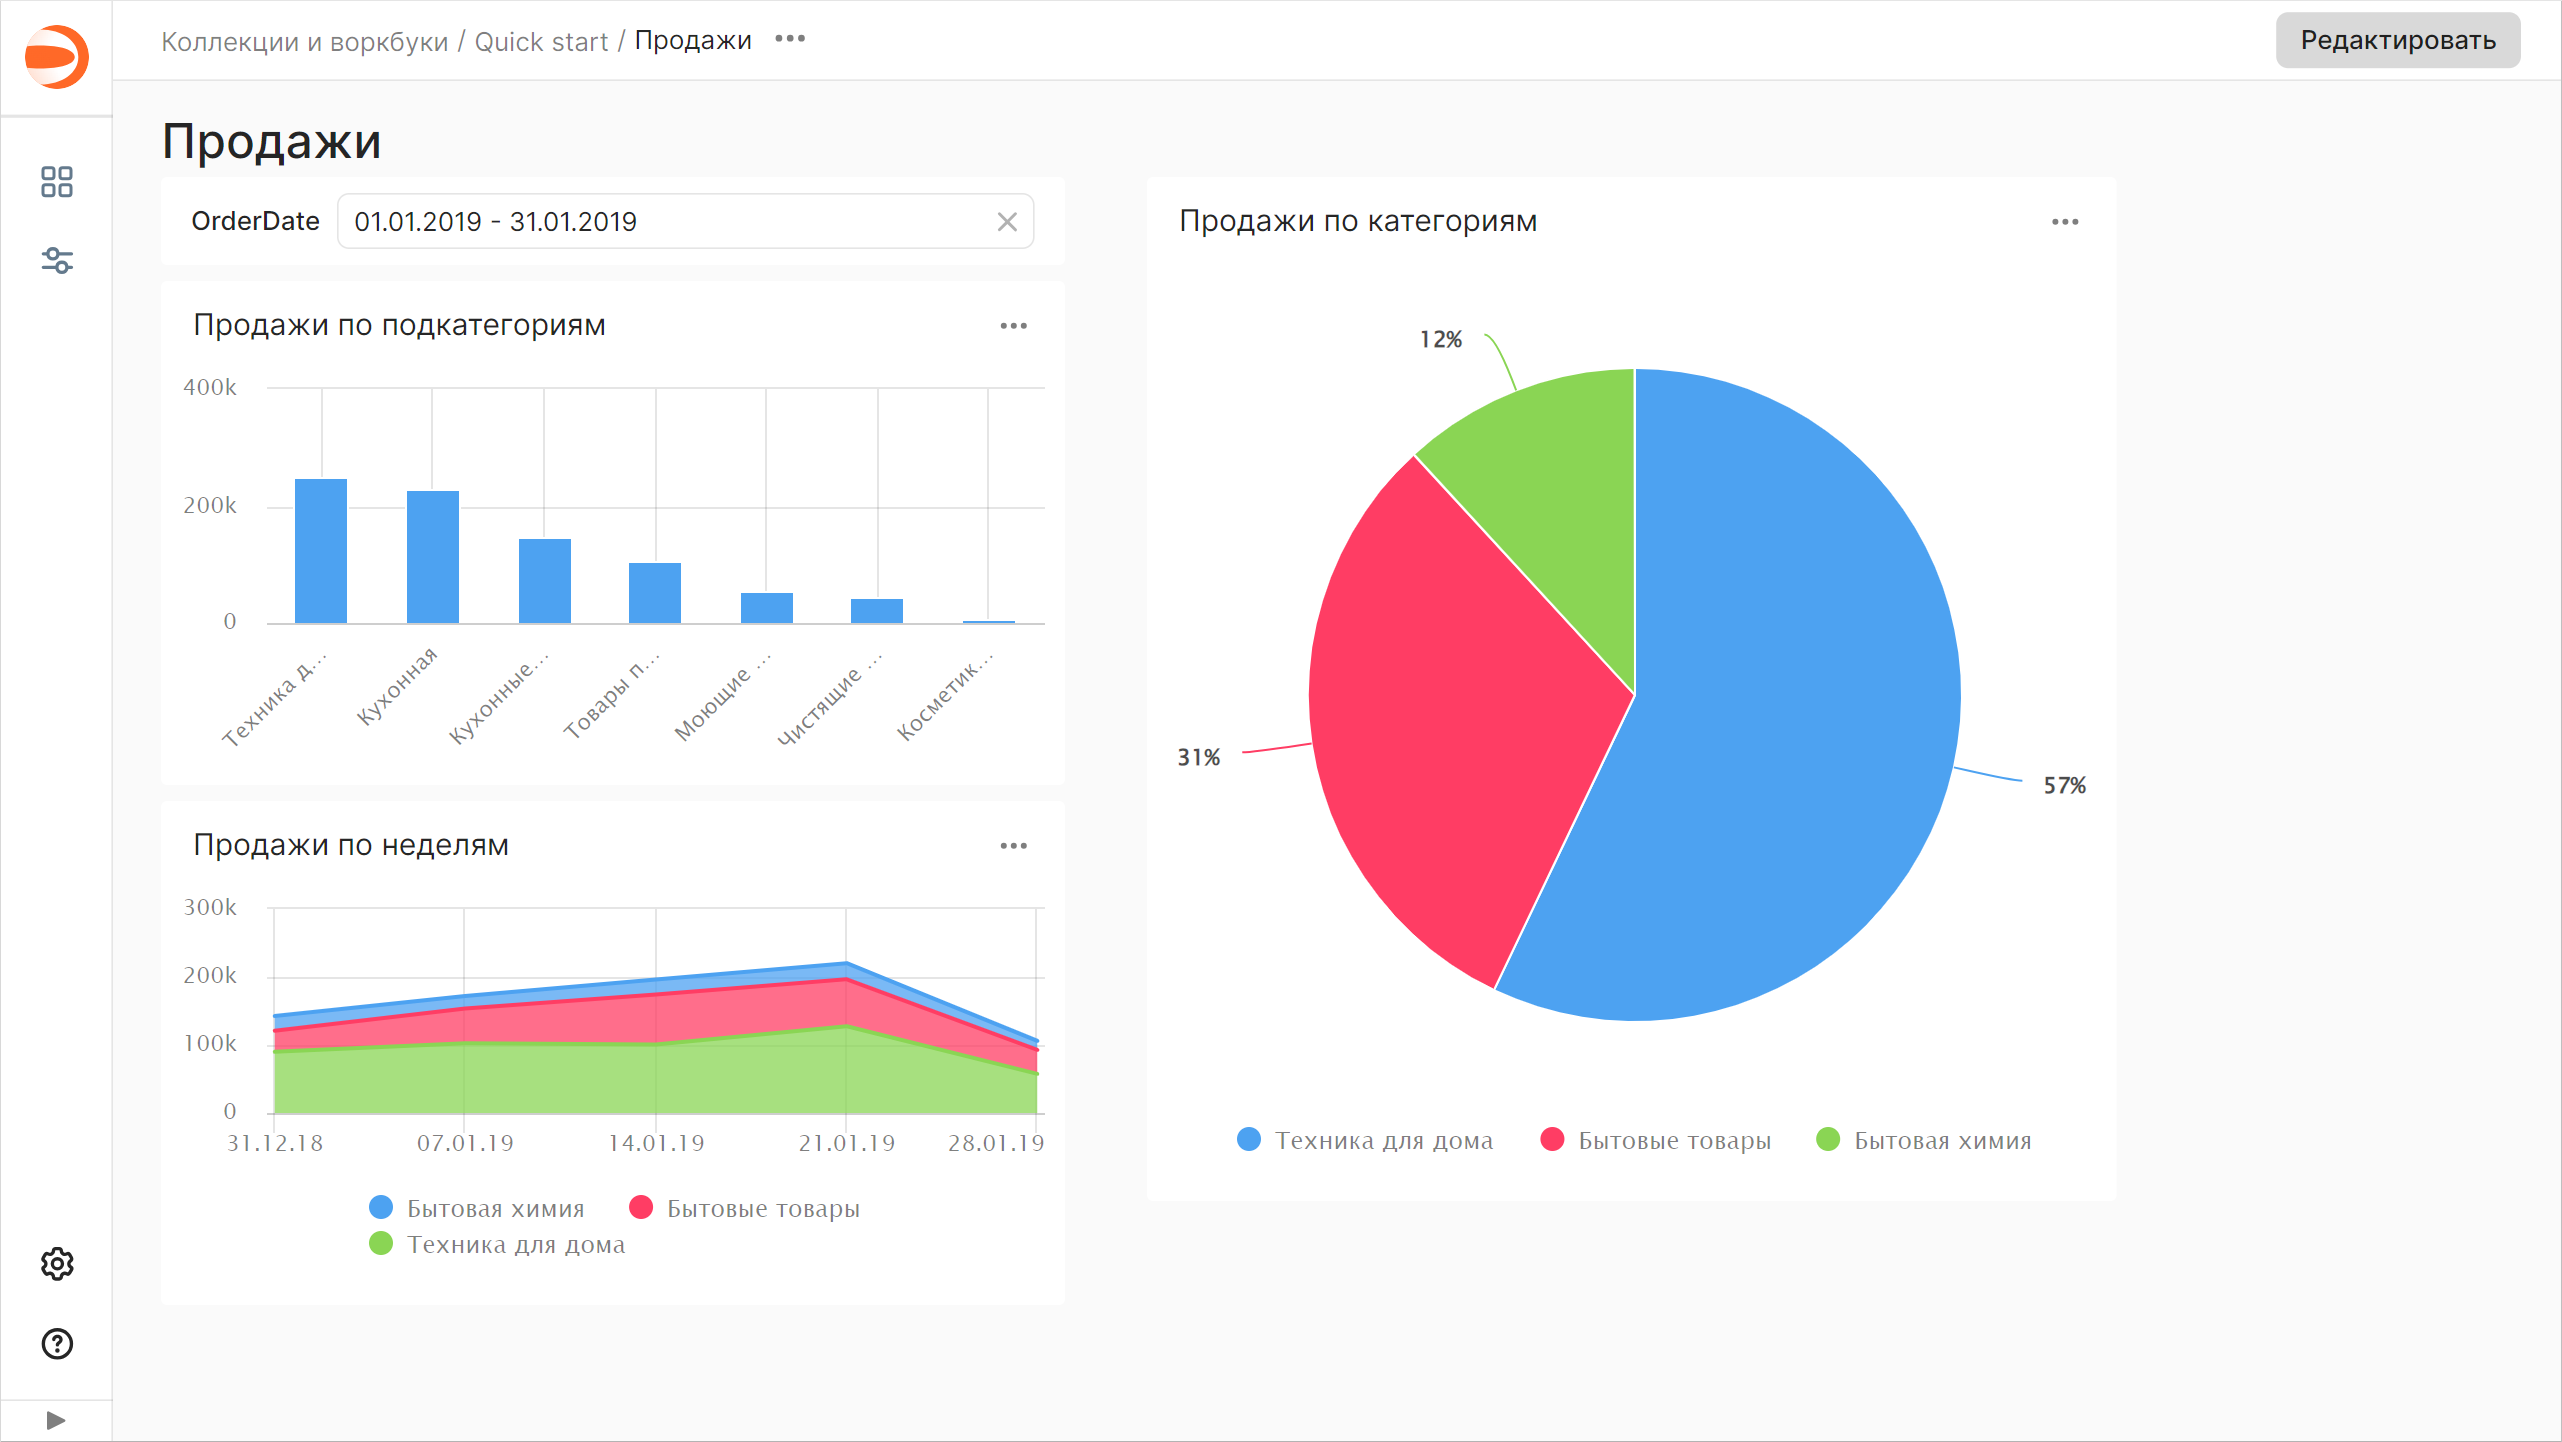 Коллекции и воркбуки / Quick start / Продажи
Редактировать
Продажи
OrderDate 01.01.2019 - 31.01.2019
Продажи по подкатегориям
400k
200k
0
Техника д...
Кухонная
Кухонные...
Товары п...
Моющие ...
Чистящие ...
Косметик...
Продажи по неделям
300k
200k
100k
0
31.12.18 07.01.19 14.01.19 21.01.19 28.01.19
Бытовая химия Бытовые товары
Техника для дома
Продажи по категориям
12%
31%
57%
Техника для дома Бытовые товары Бытовая химия